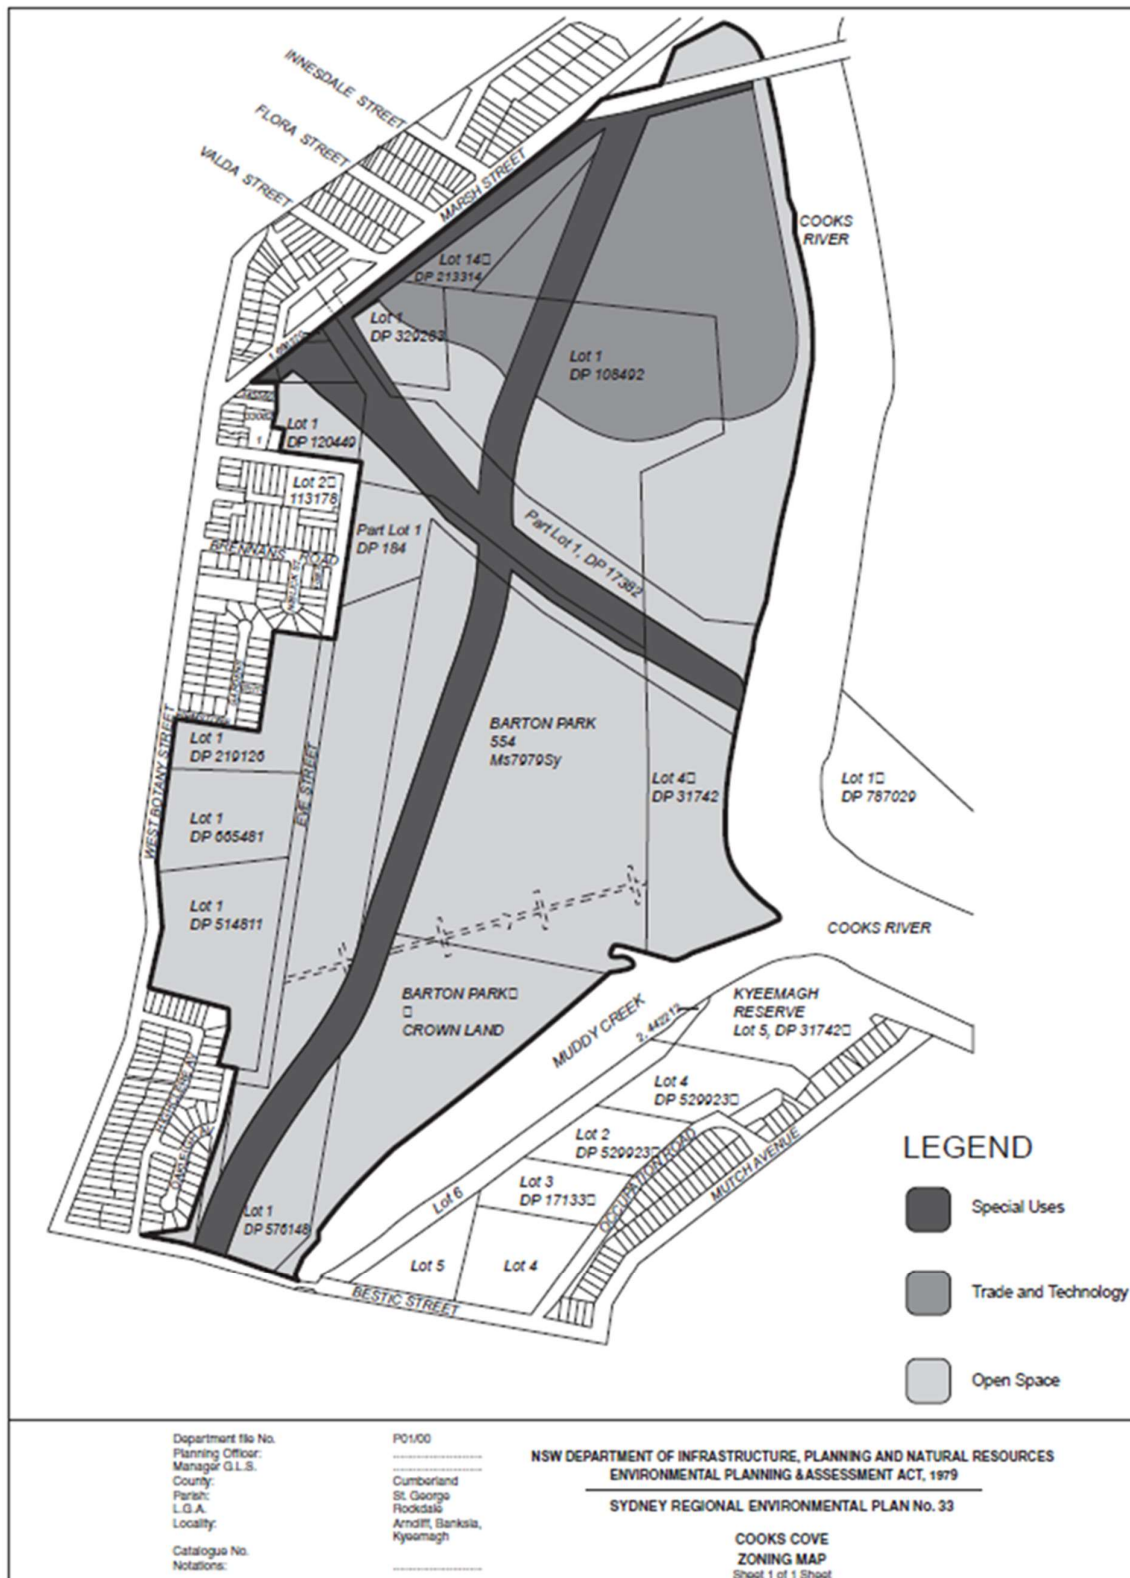 INNESDALE STREET
FLORA STREET
VALDA STREET
MARSH STREET
COOKS
RIVER
Lot 14
DP 213314
Lot 1
DP 329283
Lot 1
DP 108492
Lot 1
DP 120449
Lot 2
113178
Part Lot 1
DP 184
Part Lot 1, DP 17382
BRENNANS ROAD
GARDENS
WEST BOTANY STREET
EVE STREET
Lot 1
DP 219126
BARTON PARK
554
Ms7979Sy
Lot 4
DP 31742
Lot 1
DP 787029
Lot 1
DP 665481
Lot 1
DP 514811
COOKS RIVER
BARTON PARK
CROWN LAND
MUDDY CREEK
2, 442212
KYEEMAGH
RESERVE
Lot 5, DP 31742
Lot 4
DP 529923
HIGHCLERE AV
OAKLEIGH AV
Lot 2
DP 529923
OCCUPATION ROAD
MUTCH AVENUE
Lot 3
DP 17133
Lot 6
Lot 1
DP 576148
Lot 5
Lot 4
BESTIC STREET
LEGEND
Special Uses
Trade and Technology
Open Space
Department file No. P01/00
Planning Officer: ....................
Manager G.L.S. ....................
County: Cumberland
Parish: St. George
L.G.A. Rockdale
Locality: Arncliff, Banksia,
Kyeemagh
Catalogue No.
Notations: ....................
NSW DEPARTMENT OF INFRASTRUCTURE, PLANNING AND NATURAL RESOURCES
ENVIRONMENTAL PLANNING & ASSESSMENT ACT, 1979
SYDNEY REGIONAL ENVIRONMENTAL PLAN No. 33
COOKS COVE
ZONING MAP
Sheet 1 of 1 Sheet